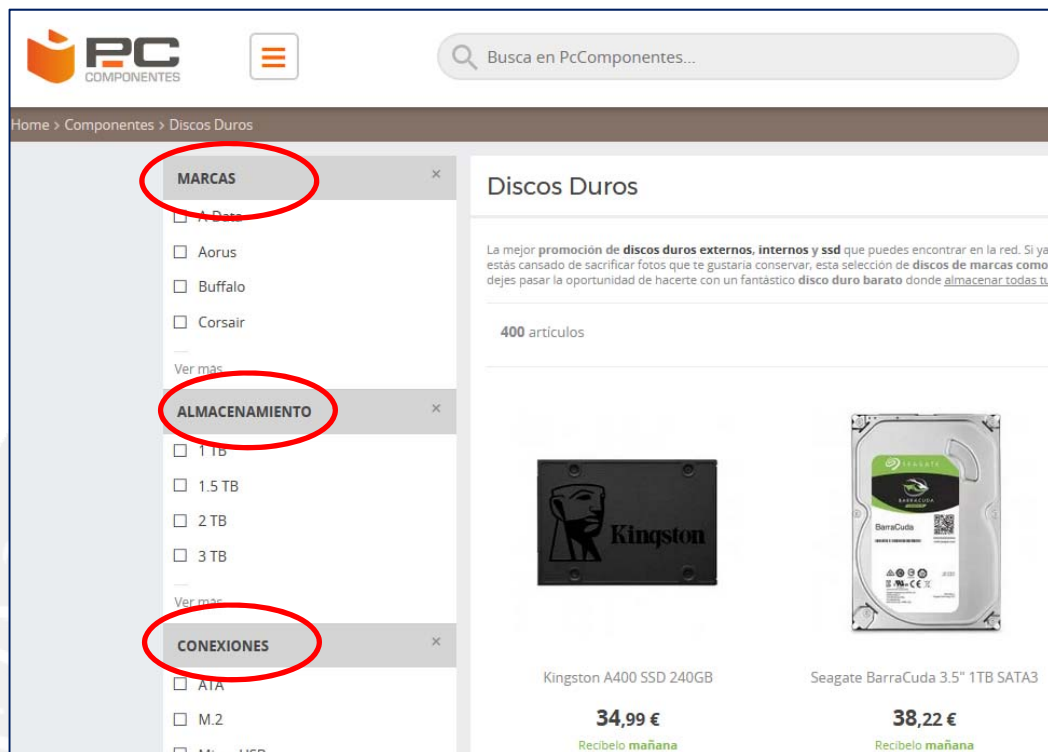 PC
COMPONENTES
Busca en PcComponentes...
Home > Componentes > Discos Duros
MARCAS ×
A-Data
Aorus
Buffalo
Corsair
Ver más
ALMACENAMIENTO ×
1 TB
1.5 TB
2 TB
3 TB
Ver más
CONEXIONES ×
ATA
M.2
Discos Duros
La mejor promoción de discos duros externos, internos y ssd que puedes encontrar en la red. Si ya
estás cansado de sacrificar fotos que te gustaría conservar, esta selección de discos de marcas como
dejes pasar la oportunidad de hacerte con un fantástico disco duro barato donde almacenar todas tu
400 artículos
Kingston
SEAGATE
BARRACUDA
BarraCuda
Kingston A400 SSD 240GB
34,99 €
Recíbelo mañana
Seagate BarraCuda 3.5" 1TB SATA3
38,22 €
Recíbelo mañana